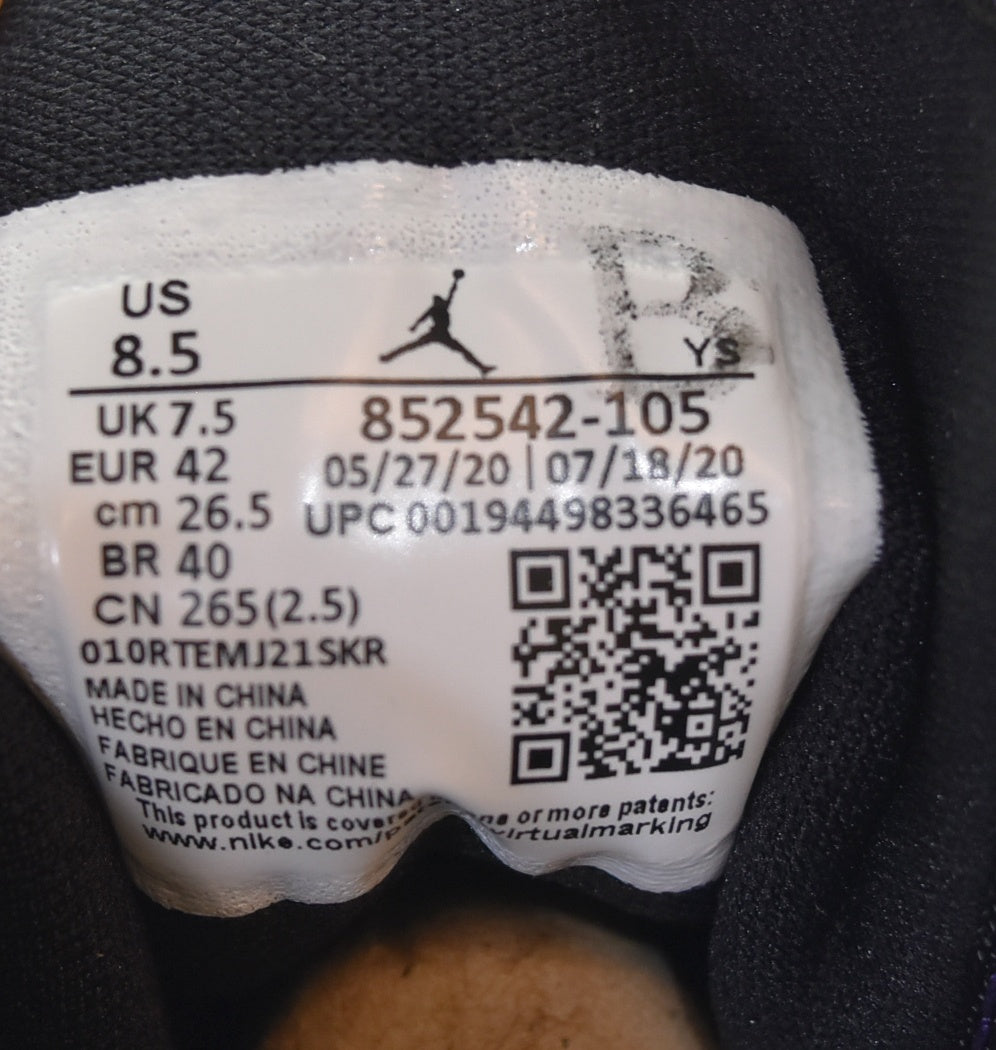 B
US
8.5
YS
UK 7.5
852542-105
EUR 42
05/27/20 | 07/18/20
cm 26.5
UPC 00194498336465
BR 40
CN 265(2.5)
010RTEMJ21SKR
MADE IN CHINA
HECHO EN CHINA
FABRIQUE EN CHINE
FABRICADO NA CHINA
This product is covered or more patents:
www.nike.com/ virtualmarking